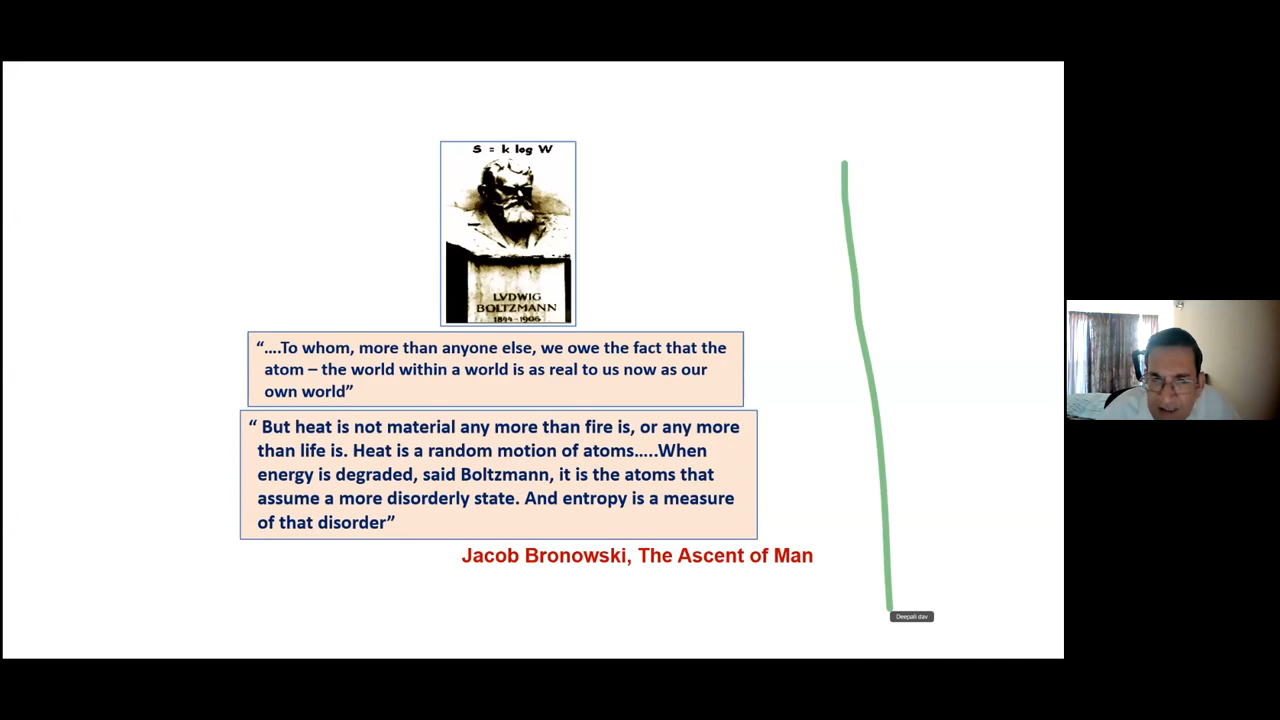 S = k log W
LVDWIG
BOLTZMANN
1844-1906
“….To whom, more than anyone else, we owe the fact that the
atom – the world within a world is as real to us now as our
own world”
“ But heat is not material any more than fire is, or any more
than life is. Heat is a random motion of atoms…..When
energy is degraded, said Boltzmann, it is the atoms that
assume a more disorderly state. And entropy is a measure
of that disorder”
Jacob Bronowski, The Ascent of Man
Deepali dav